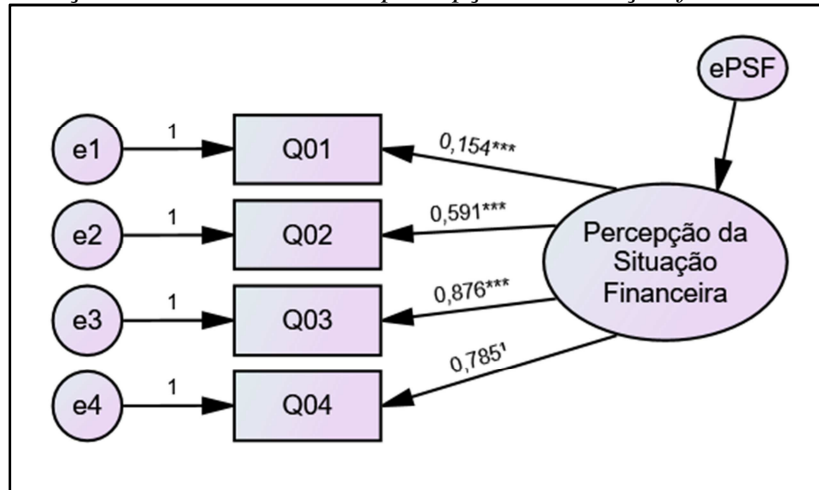 ePSF
e1
1
Q01
0,154***
e2
1
Q02
0,591***
Percepção da
Situação
Financeira
e3
1
Q03
0,876***
e4
1
Q04
0,785¹